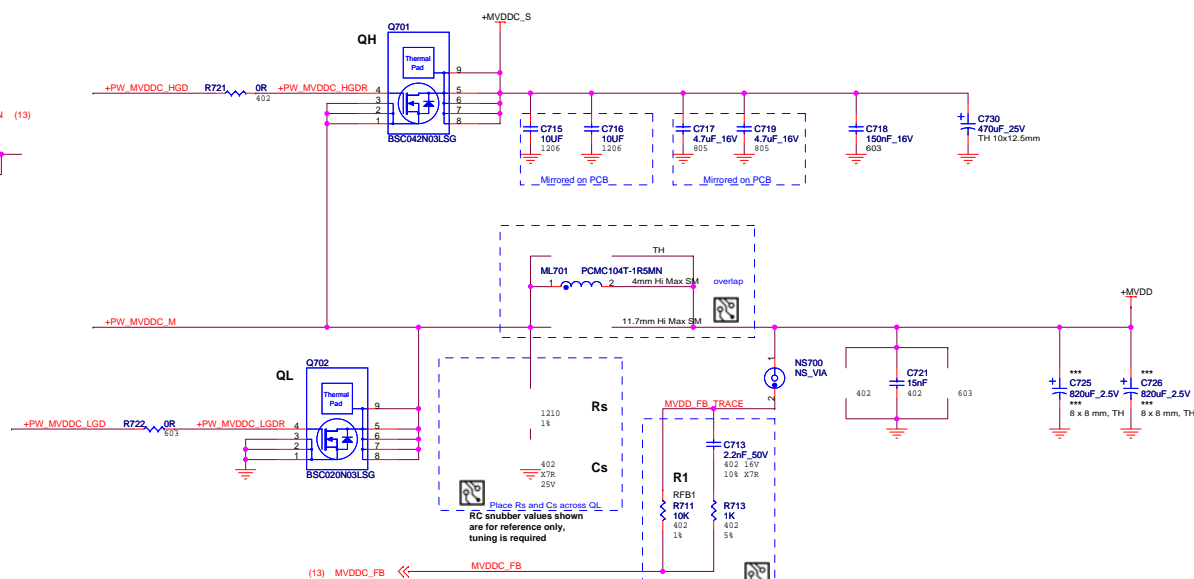 +MVDDC_S
Q701
QH
Thermal
Pad
9
+PW_MVDDC_HGD
R721
0R
402
+PW_MVDDC_HGDR
4
3
2
1
5
6
7
8
BSC042N03LSG
(13)
C715
10UF
1206
C716
10UF
1206
Mirrored on PCB
C717
4.7uF_16V
805
C719
4.7uF_16V
805
Mirrored on PCB
C718
150nF_16V
603
+
C730
470uF_25V
TH 10x12.5mm
TH
ML701
PCMC104T-1R5MN
1
2
4mm Hi Max SM
overlap
11.7mm Hi Max SM
+PW_MVDDC_M
+MVDD
Q702
QL
Thermal
Pad
9
+PW_MVDDC_LGD
R722
0R
603
+PW_MVDDC_LGDR
4
3
2
1
5
6
7
8
BSC020N03LSG
1210
1%
Rs
402
X7R
25V
Cs
Place Rs and Cs across QL
RC snubber values shown
are for reference only,
tuning is required
1
NS700
NS_VIA
2
MVDD_FB_TRACE
C713
2.2nF_50V
402 16V
10% X7R
R1
RFB1
R711
10K
402
1%
R713
1K
402
5%
402
C721
15nF
402
603
***
+
C725
820uF_2.5V
***
8 x 8 mm, TH
***
+
C726
820uF_2.5V
***
8 x 8 mm, TH
(13)
MVDDC_FB
MVDDC_FB